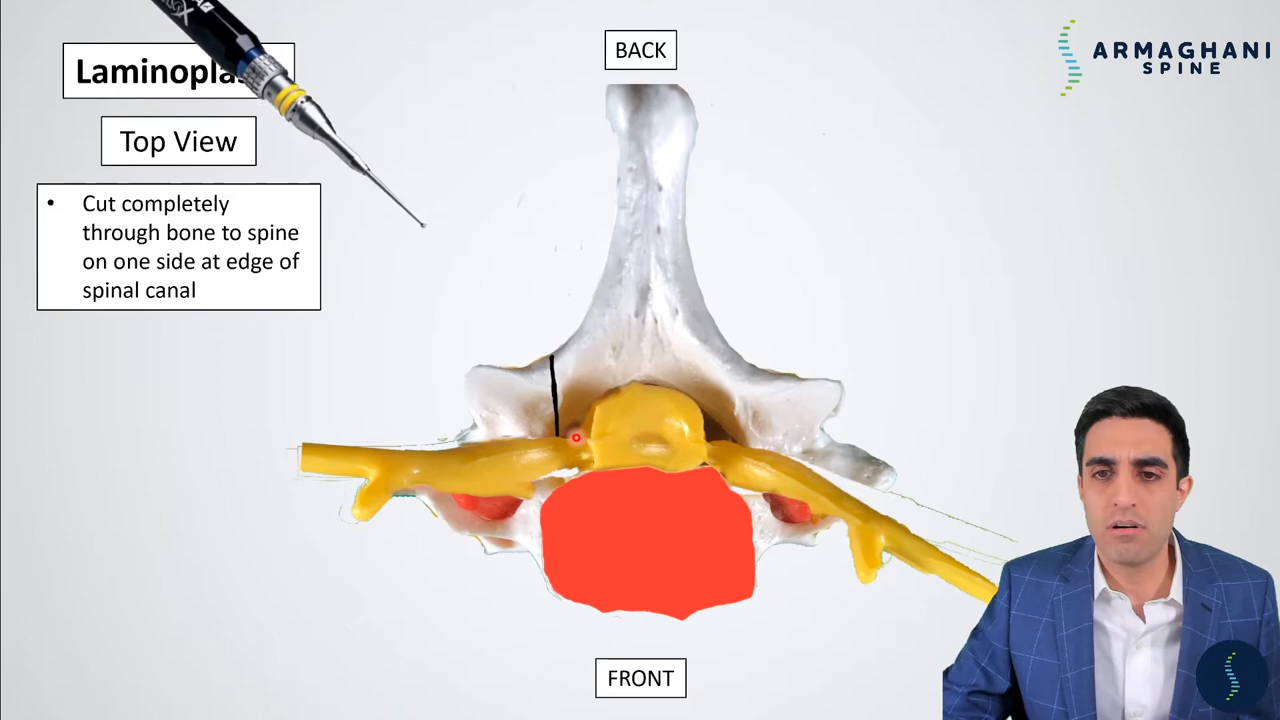 BACK
ARMAGHANI
SPINE
Top View
• Cut completely
through bone to spine
on one side at edge of
spinal canal
FRONT